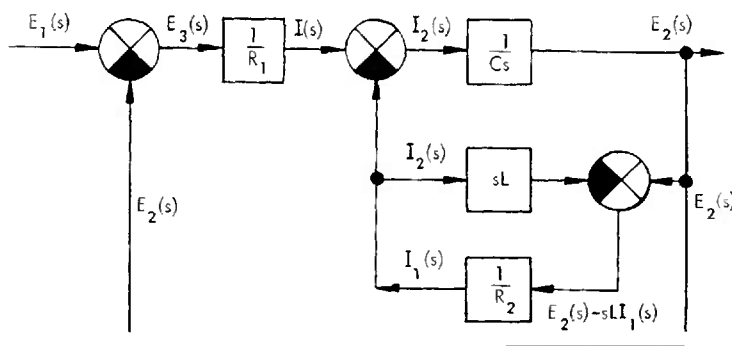 E₁(s)
E₃(s)
1/R₁
I(s)
I₂(s)
1/Cs
E₂(s)
I₂(s)
sL
E₂(s)
E₂(s)
I₁(s)
1/R₂
E₂(s)-sLI₁(s)